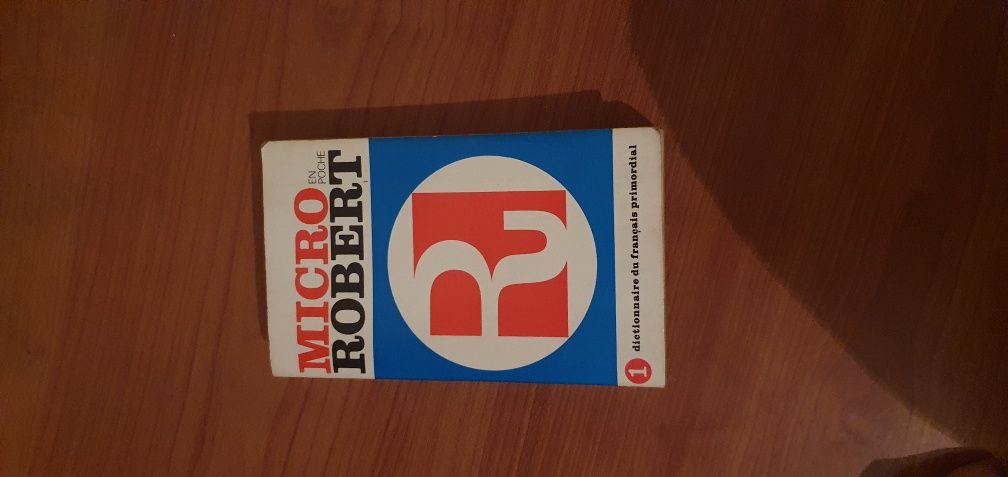 MICRO
EN
POCHE
ROBERT
R
1 dictionnaire du français primordial